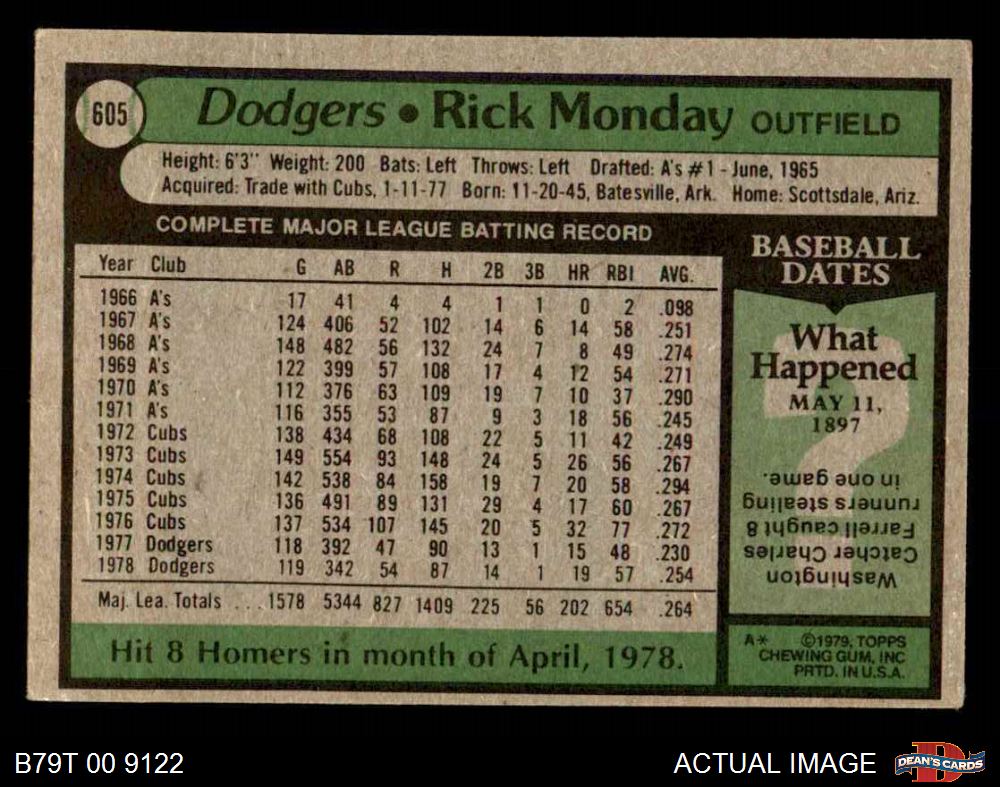 605
Dodgers • Rick Monday OUTFIELD
Height: 6'3" Weight: 200 Bats: Left Throws: Left Drafted: A's #1 - June, 1965
Acquired: Trade with Cubs, 1-11-77 Born: 11-20-45, Batesville, Ark. Home: Scottsdale, Ariz.
COMPLETE MAJOR LEAGUE BATTING RECORD
Year Club G AB R H 2B 3B HR RBI AVG.
1966 A's 17 41 4 4 1 1 0 2 .098
1967 A's 124 406 52 102 14 6 14 58 .251
1968 A's 148 482 56 132 24 7 8 49 .274
1969 A's 122 399 57 108 17 4 12 54 .271
1970 A's 112 376 63 109 19 7 10 37 .290
1971 A's 116 355 53 87 9 3 18 56 .245
1972 Cubs 138 434 68 108 22 5 11 42 .249
1973 Cubs 149 554 93 148 24 5 26 56 .267
1974 Cubs 142 538 84 158 19 7 20 58 .294
1975 Cubs 136 491 89 131 29 4 17 60 .267
1976 Cubs 137 534 107 145 20 5 32 77 .272
1977 Dodgers 118 392 47 90 13 1 15 48 .230
1978 Dodgers 119 342 54 87 14 1 19 57 .254
Maj. Lea. Totals ...1578 5344 827 1409 225 56 202 654 .264
Hit 8 Homers in month of April, 1978.
BASEBALL
DATES
What
Happened
MAY 11,
1897
Washington
Catcher Charles
Farrell caught 8
runners stealing
in one game.
A* ©1979, TOPPS
CHEWING GUM, INC
PRTD. IN U.S.A.
B79T 00 9122
ACTUAL IMAGE
DEAN'S CARDS